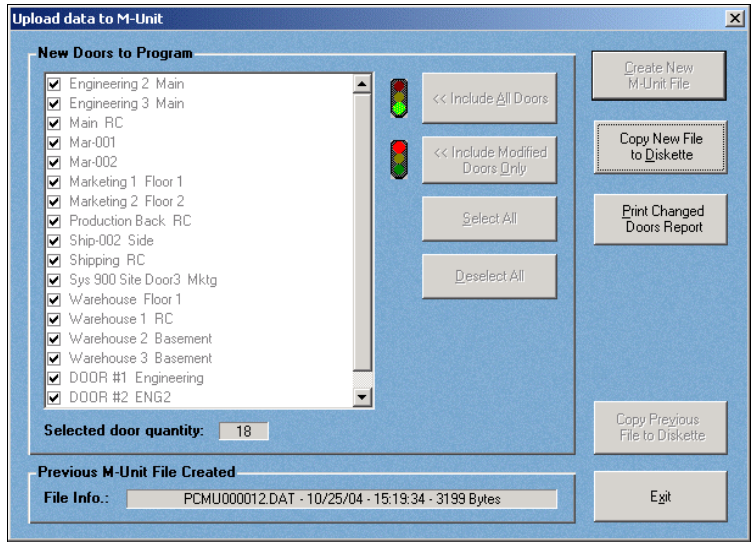 Upload data to M-Unit
New Doors to Program
Engineering 2 Main
Engineering 3 Main
Main RC
Mar-001
Mar-002
Marketing 1 Floor 1
Marketing 2 Floor 2
Production Back RC
Ship-002 Side
Shipping RC
Sys 900 Site Door3 Mktg
Warehouse Floor 1
Warehouse 1 RC
Warehouse 2 Basement
Warehouse 3 Basement
DOOR #1 Engineering
DOOR #2 ENG2
<< Include All Doors
<< Include Modified
Doors Only
Select All
Deselect All
Selected door quantity: 18
Create New
M-Unit File
Copy New File
to Diskette
Print Changed
Doors Report
Copy Previous
File to Diskette
Exit
Previous M-Unit File Created
File Info.: PCMU000012.DAT - 10/25/04 - 15:19:34 - 3199 Bytes